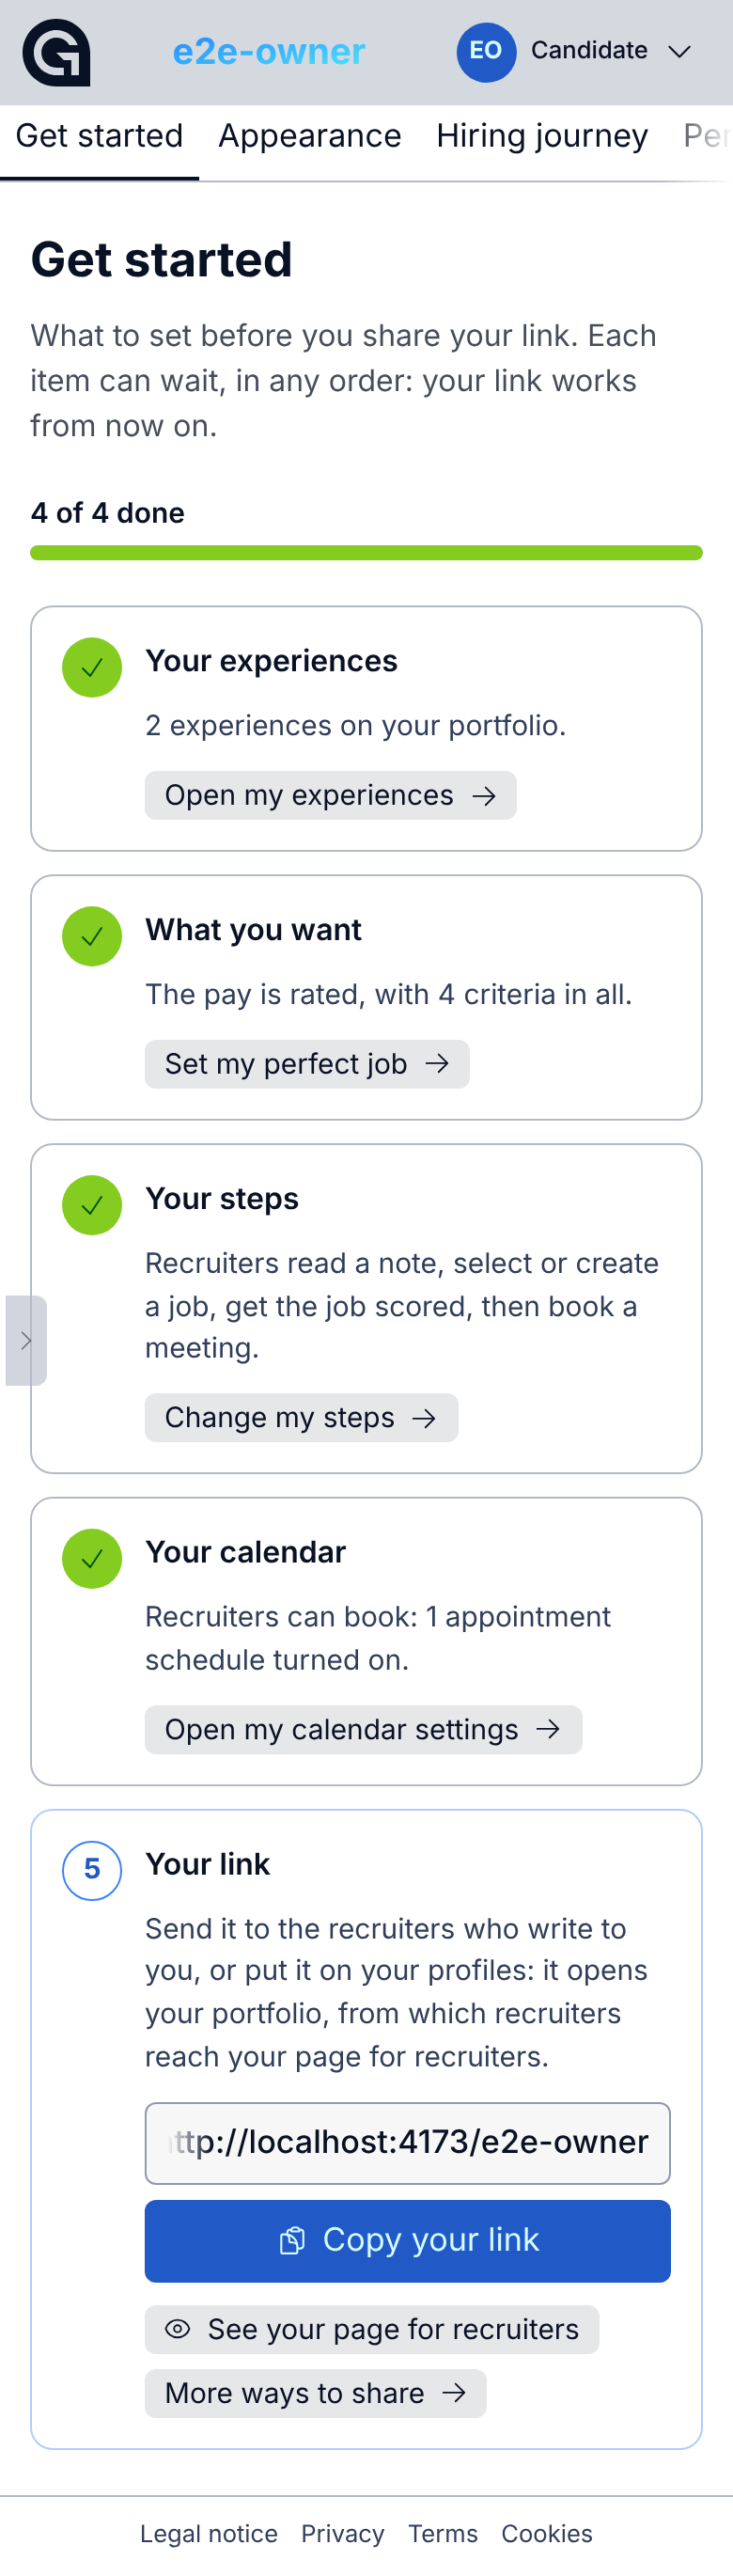 e2e-owner
EO
Candidate
Get started
Appearance
Hiring journey
Get started
What to set before you share your link. Each
item can wait, in any order: your link works
from now on.
4 of 4 done
Your experiences
2 experiences on your portfolio.
Open my experiences →
What you want
The pay is rated, with 4 criteria in all.
Set my perfect job →
Your steps
Recruiters read a note, select or create
a job, get the job scored, then book a
meeting.
Change my steps →
Your calendar
Recruiters can book: 1 appointment
schedule turned on.
Open my calendar settings →
5
Your link
Send it to the recruiters who write to
you, or put it on your profiles: it opens
your portfolio, from which recruiters
reach your page for recruiters.
ttp://localhost:4173/e2e-owner
Copy your link
See your page for recruiters
More ways to share →
Legal notice
Privacy
Terms
Cookies